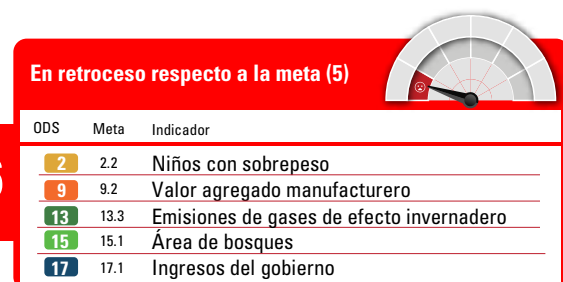 En retroceso respecto a la meta (5)
ODS Meta Indicador
2 2.2 Niños con sobrepeso
9 9.2 Valor agregado manufacturero
13 13.3 Emisiones de gases de efecto invernadero
15 15.1 Área de bosques
17 17.1 Ingresos del gobierno